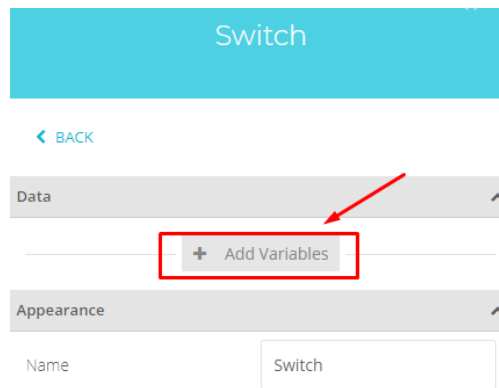 Switch
BACK
Data
+ Add Variables
Appearance
Name Switch